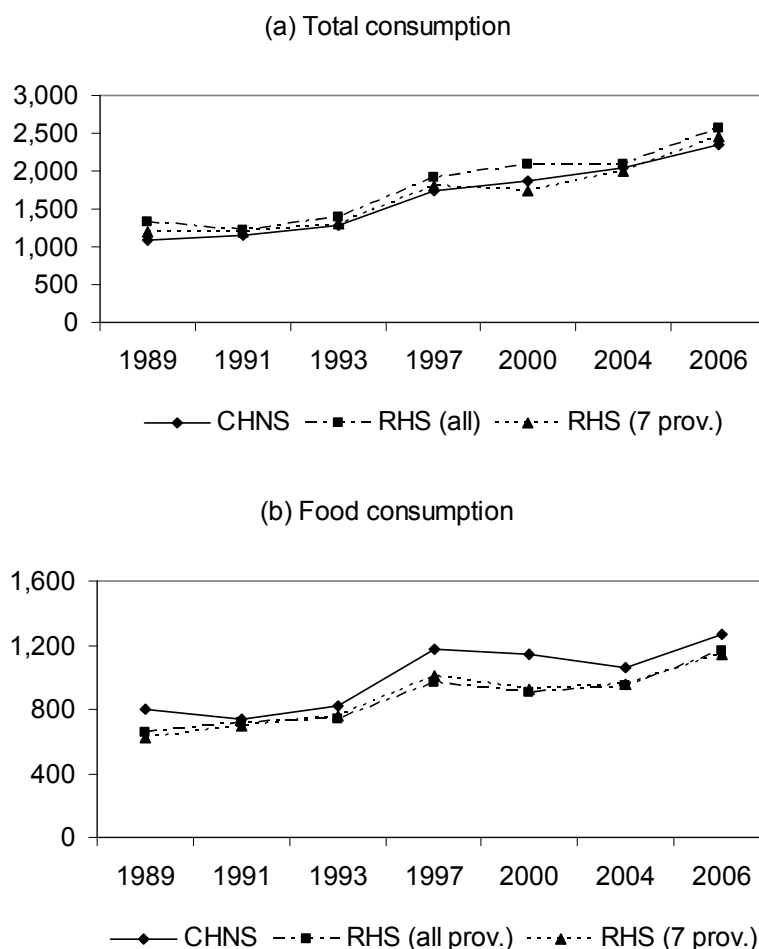 (a) Total consumption
3,000
2,500
2,000
1,500
1,000
500
0
1989 1991 1993 1997 2000 2004 2006
CHNS RHS (all) RHS (7 prov.)
(b) Food consumption
1,600
1,200
800
400
0
1989 1991 1993 1997 2000 2004 2006
CHNS RHS (all prov.) RHS (7 prov.)